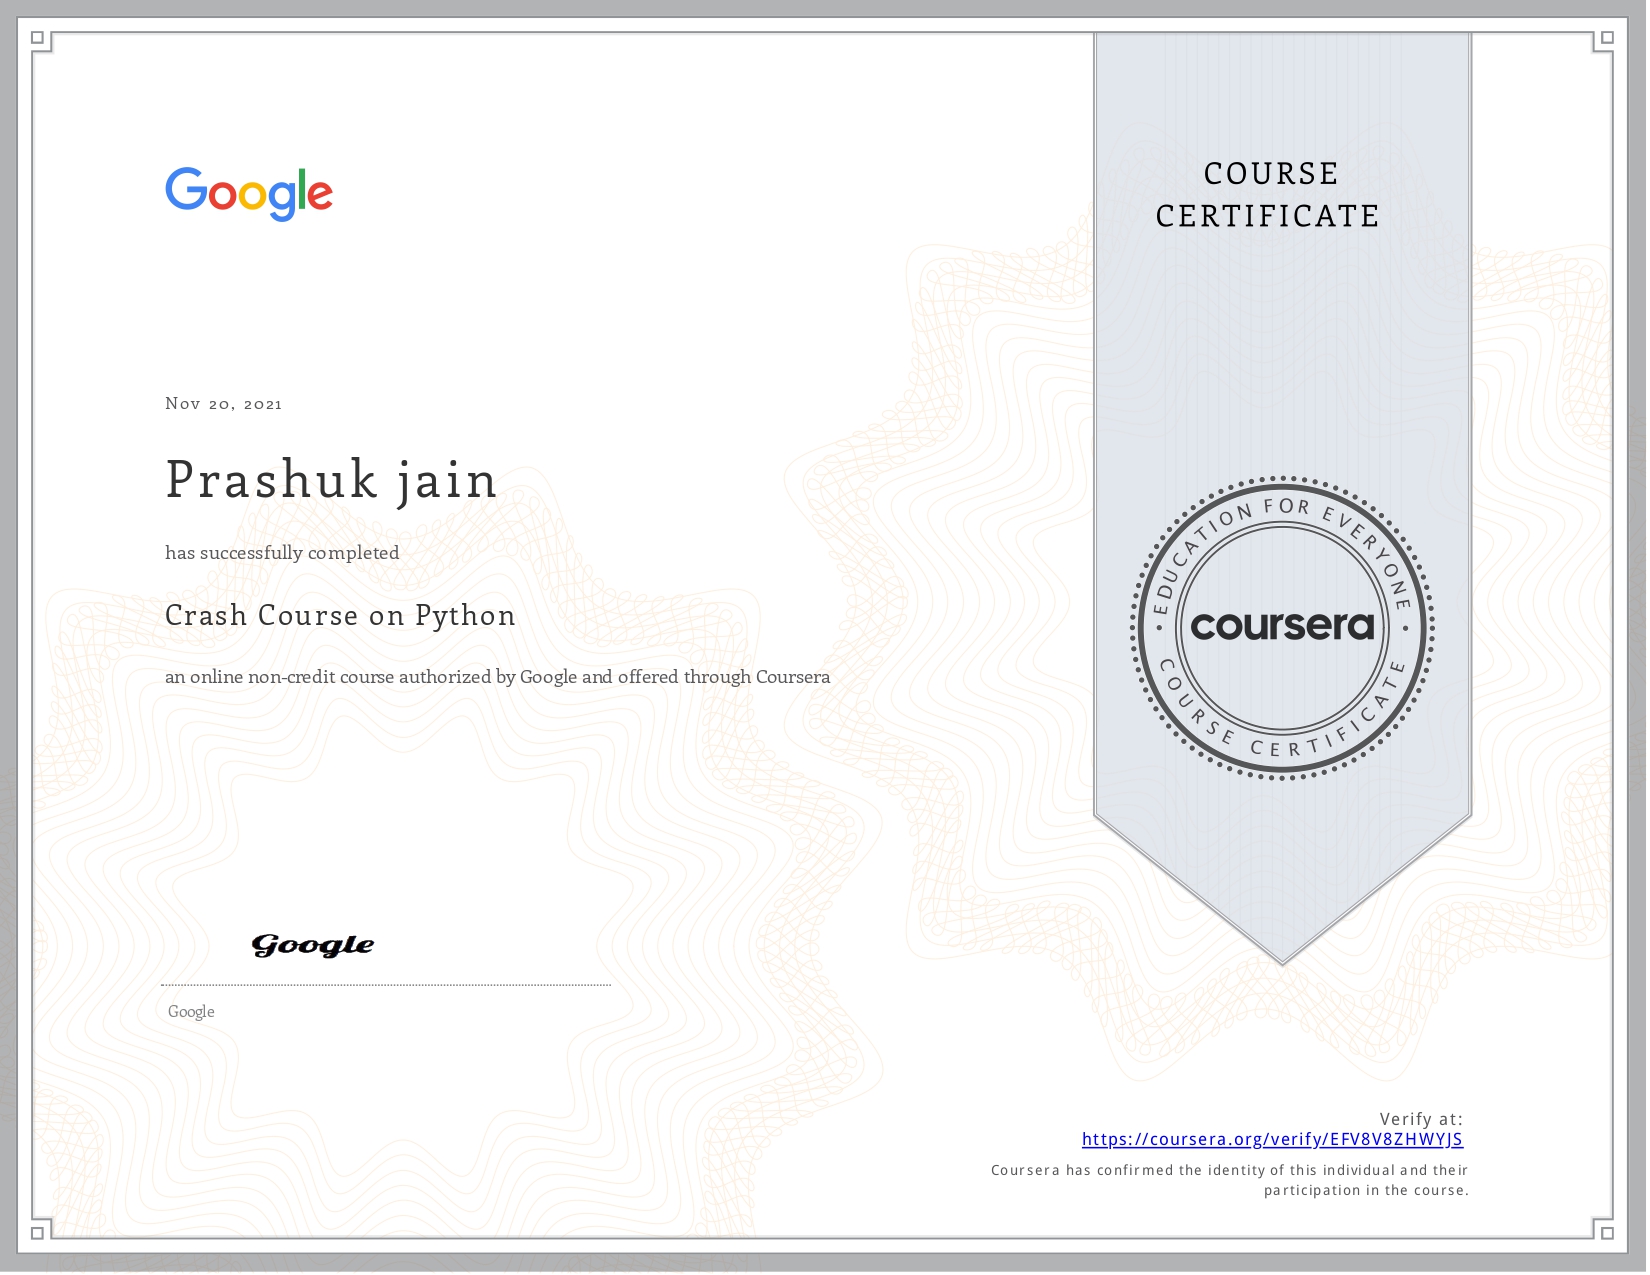 Google
COURSE
CERTIFICATE
Nov 20, 2021
Prashuk jain
has successfully completed
Crash Course on Python
an online non-credit course authorized by Google and offered through Coursera
EDUCATION FOR EVERYONE
coursera
COURSE CERTIFICATE
Google
Google
Verify at:
https://coursera.org/verify/EFV8V8ZHWYJS
Coursera has confirmed the identity of this individual and their
participation in the course.